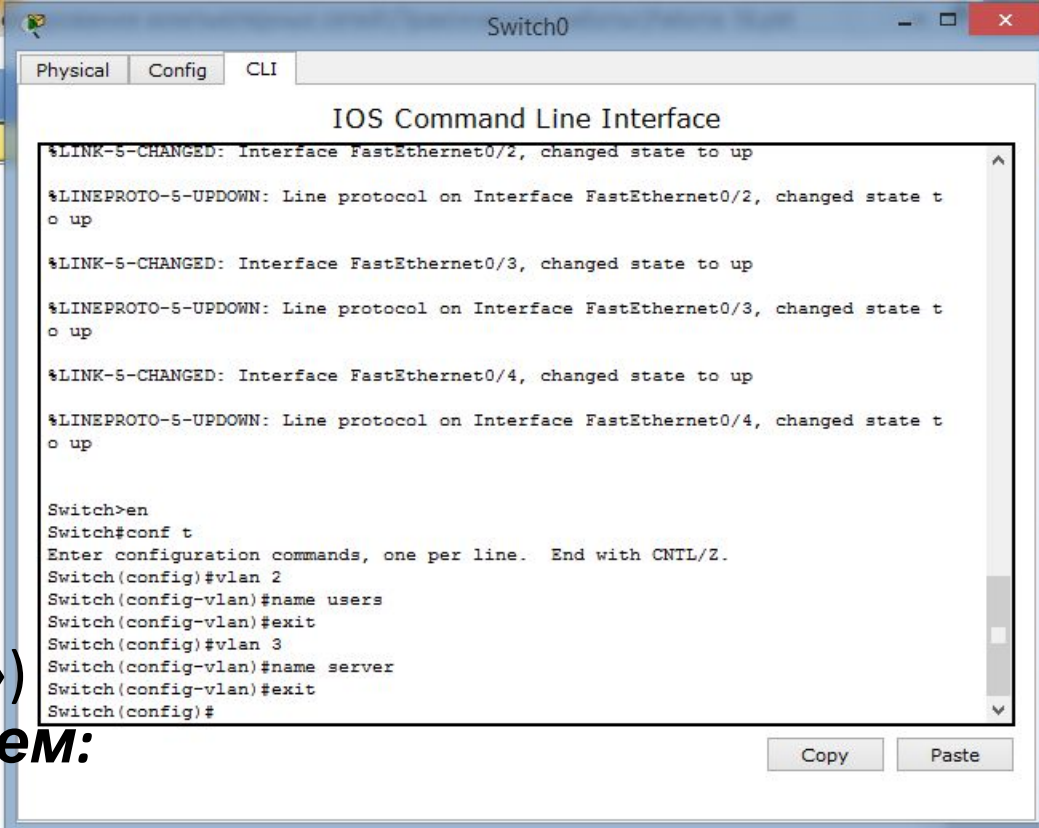 Switch0
Physical Config CLI
IOS Command Line Interface
%LINK-5-CHANGED: Interface FastEthernet0/2, changed state to up
%LINEPROTO-5-UPDOWN: Line protocol on Interface FastEthernet0/2, changed state t
o up
%LINK-5-CHANGED: Interface FastEthernet0/3, changed state to up
%LINEPROTO-5-UPDOWN: Line protocol on Interface FastEthernet0/3, changed state t
o up
%LINK-5-CHANGED: Interface FastEthernet0/4, changed state to up
%LINEPROTO-5-UPDOWN: Line protocol on Interface FastEthernet0/4, changed state t
o up
Switch>en
Switch#conf t
Enter configuration commands, one per line.  End with CNTL/Z.
Switch(config)#vlan 2
Switch(config-vlan)#name users
Switch(config-vlan)#exit
Switch(config)#vlan 3
Switch(config-vlan)#name server
Switch(config-vlan)#exit
Switch(config)#
»)
ем:
Copy Paste